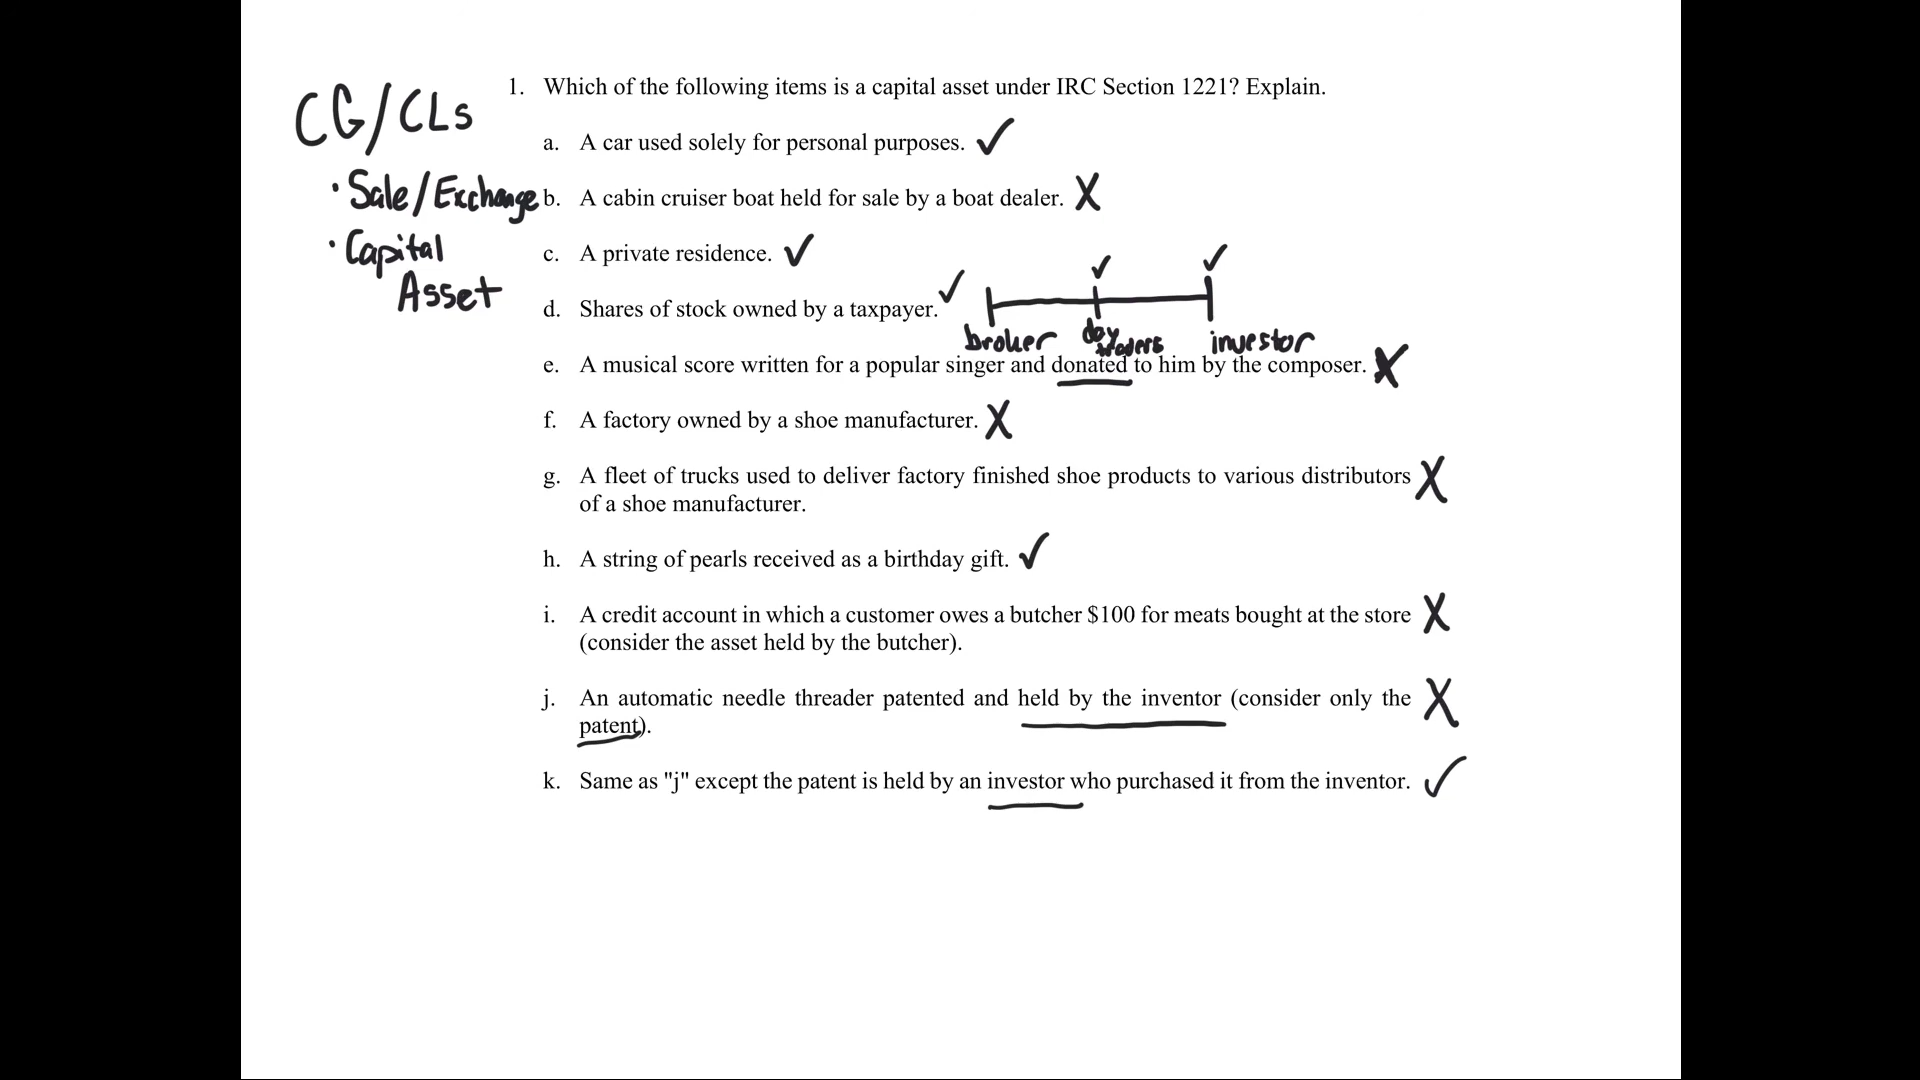 CG/CLs
· Sale/Exchange
· Capital
Asset
1. Which of the following items is a capital asset under IRC Section 1221? Explain.
a. A car used solely for personal purposes. ✓
b. A cabin cruiser boat held for sale by a boat dealer. X
c. A private residence. ✓
d. Shares of stock owned by a taxpayer. ✓
✓ ✓
broker day traders investor
e. A musical score written for a popular singer and donated to him by the composer. X
f. A factory owned by a shoe manufacturer. X
g. A fleet of trucks used to deliver factory finished shoe products to various distributors X
of a shoe manufacturer.
h. A string of pearls received as a birthday gift. ✓
i. A credit account in which a customer owes a butcher $100 for meats bought at the store X
(consider the asset held by the butcher).
j. An automatic needle threader patented and held by the inventor (consider only the X
patent).
k. Same as "j" except the patent is held by an investor who purchased it from the inventor. ✓